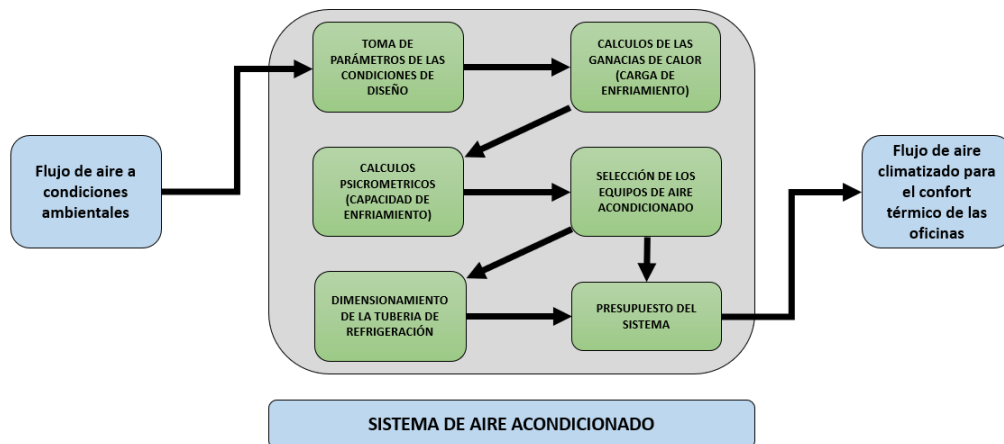 Flujo de aire a
condiciones
ambientales
TOMA DE
PARÁMETROS DE LAS
CONDICIONES DE
DISEÑO
CALCULOS DE LAS
GANACIAS DE CALOR
(CARGA DE
ENFRIAMIENTO)
CALCULOS
PSICROMETRICOS
(CAPACIDAD DE
ENFRIAMIENTO)
SELECCIÓN DE LOS
EQUIPOS DE AIRE
ACONDICIONADO
DIMENSIONAMIENTO
DE LA TUBERIA DE
REFRIGERACIÓN
PRESUPUESTO DEL
SISTEMA
Flujo de aire
climatizado para
el confort
térmico de las
oficinas
SISTEMA DE AIRE ACONDICIONADO